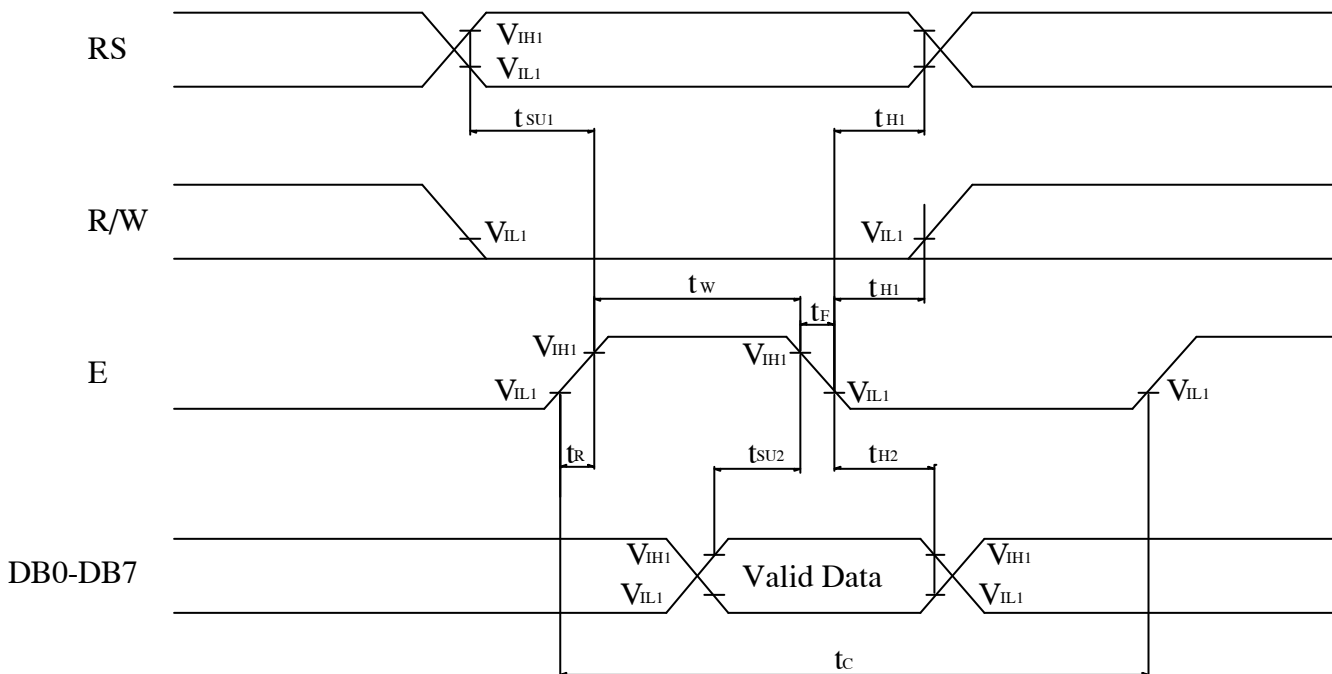 RS
VIH1
VIL1
tSU1
tH1
R/W
VIL1
VIL1
tW
tH1
tF
E
VIH1
VIH1
VIL1
VIL1
VIL1
tR
tSU2
tH2
DB0-DB7
VIH1
VIH1
Valid Data
VIL1
VIL1
tC